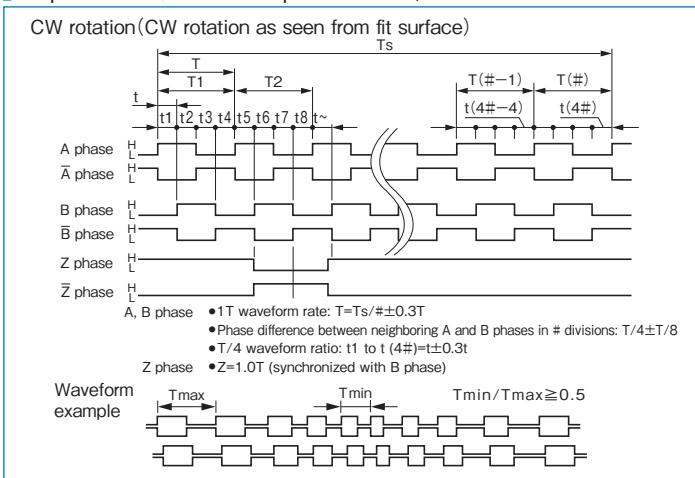 CW rotation(CW rotation as seen from fit surface)
Ts
T
T1 T2 T(#−1) T(#)
t
t1 t2 t3 t4 t5 t6 t7 t8 t~ t(4#−4) t(4#)
A phase H L
A̅ phase H L
B phase H L
B̅ phase H L
Z phase H L
Z̅ phase H L
A, B phase ●1T waveform rate: T=Ts/#±0.3T
●Phase difference between neighboring A and B phases in # divisions: T/4±T/8
●T/4 waveform ratio: t1 to t (4#)=t±0.3t
Z phase ●Z=1.0T (synchronized with B phase)
Waveform example
Tmax Tmin Tmin/Tmax≧0.5